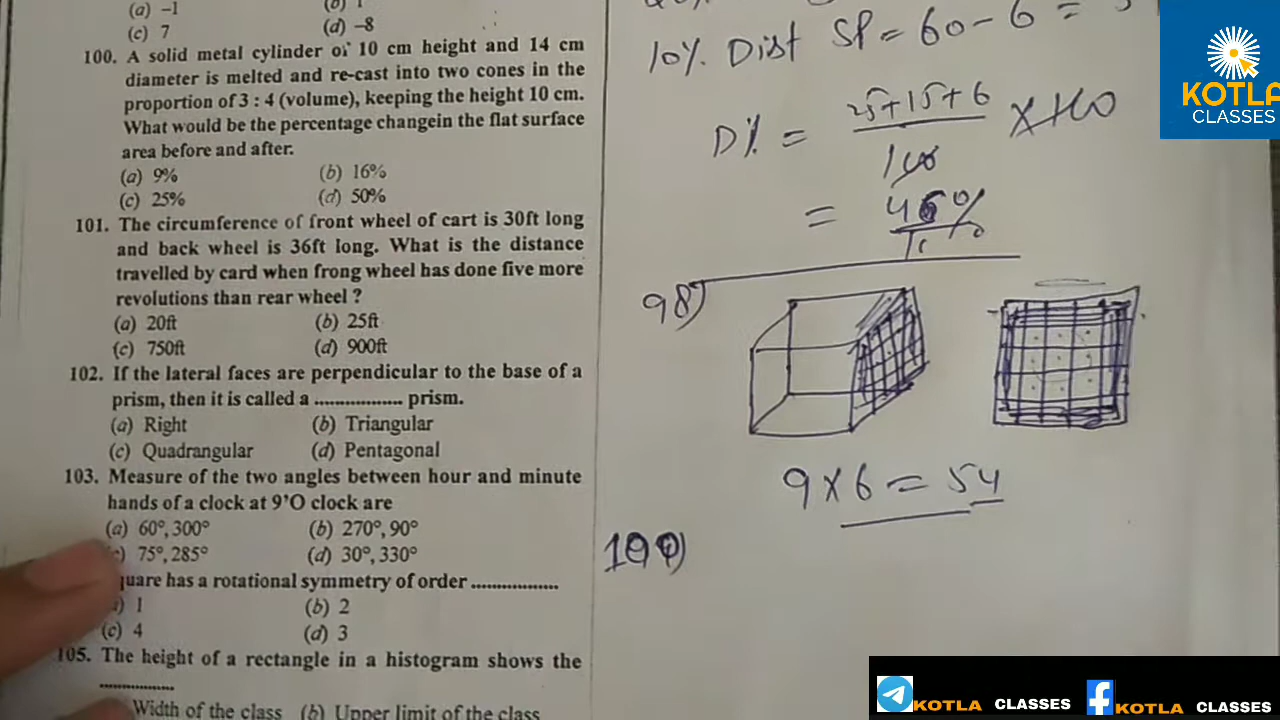 (a) −1
(b) 1
(c) 7
(d) −8
100. A solid metal cylinder of 10 cm height and 14 cm
diameter is melted and re-cast into two cones in the
proportion of 3 : 4 (volume), keeping the height 10 cm.
What would be the percentage changein the flat surface
area before and after.
(a) 9%
(b) 16%
(c) 25%
(d) 50%
101. The circumference of front wheel of cart is 30ft long
and back wheel is 36ft long. What is the distance
travelled by card when frong wheel has done five more
revolutions than rear wheel ?
(a) 20ft
(b) 25ft
(c) 750ft
(d) 900ft
102. If the lateral faces are perpendicular to the base of a
prism, then it is called a ................. prism.
(a) Right
(b) Triangular
(c) Quadrangular
(d) Pentagonal
103. Measure of the two angles between hour and minute
hands of a clock at 9'O clock are
(a) 60°, 300°
(b) 270°, 90°
75°, 285°
(d) 30°, 330°
quare has a rotational symmetry of order .................
1
(b) 2
(c) 4
(d) 3
105. The height of a rectangle in a histogram shows the
..............
Width of the class (b) Upper limit of the class
10% Dist SP = 60 − 6 =
D% = 25+15+6 × 100
100
= 46%
98)
9 × 6 = 54
KOTLA
CLASSES
KOTLA CLASSES
KOTLA CLASSES